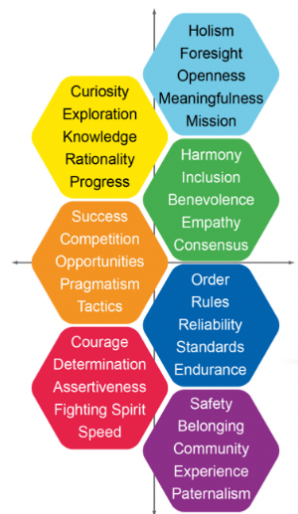 Holism
Foresight
Openness
Meaningfulness
Mission
Curiosity
Exploration
Knowledge
Rationality
Progress
Harmony
Inclusion
Benevolence
Empathy
Consensus
Success
Competition
Opportunities
Pragmatism
Tactics
Order
Rules
Reliability
Standards
Endurance
Courage
Determination
Assertiveness
Fighting Spirit
Speed
Safety
Belonging
Community
Experience
Paternalism